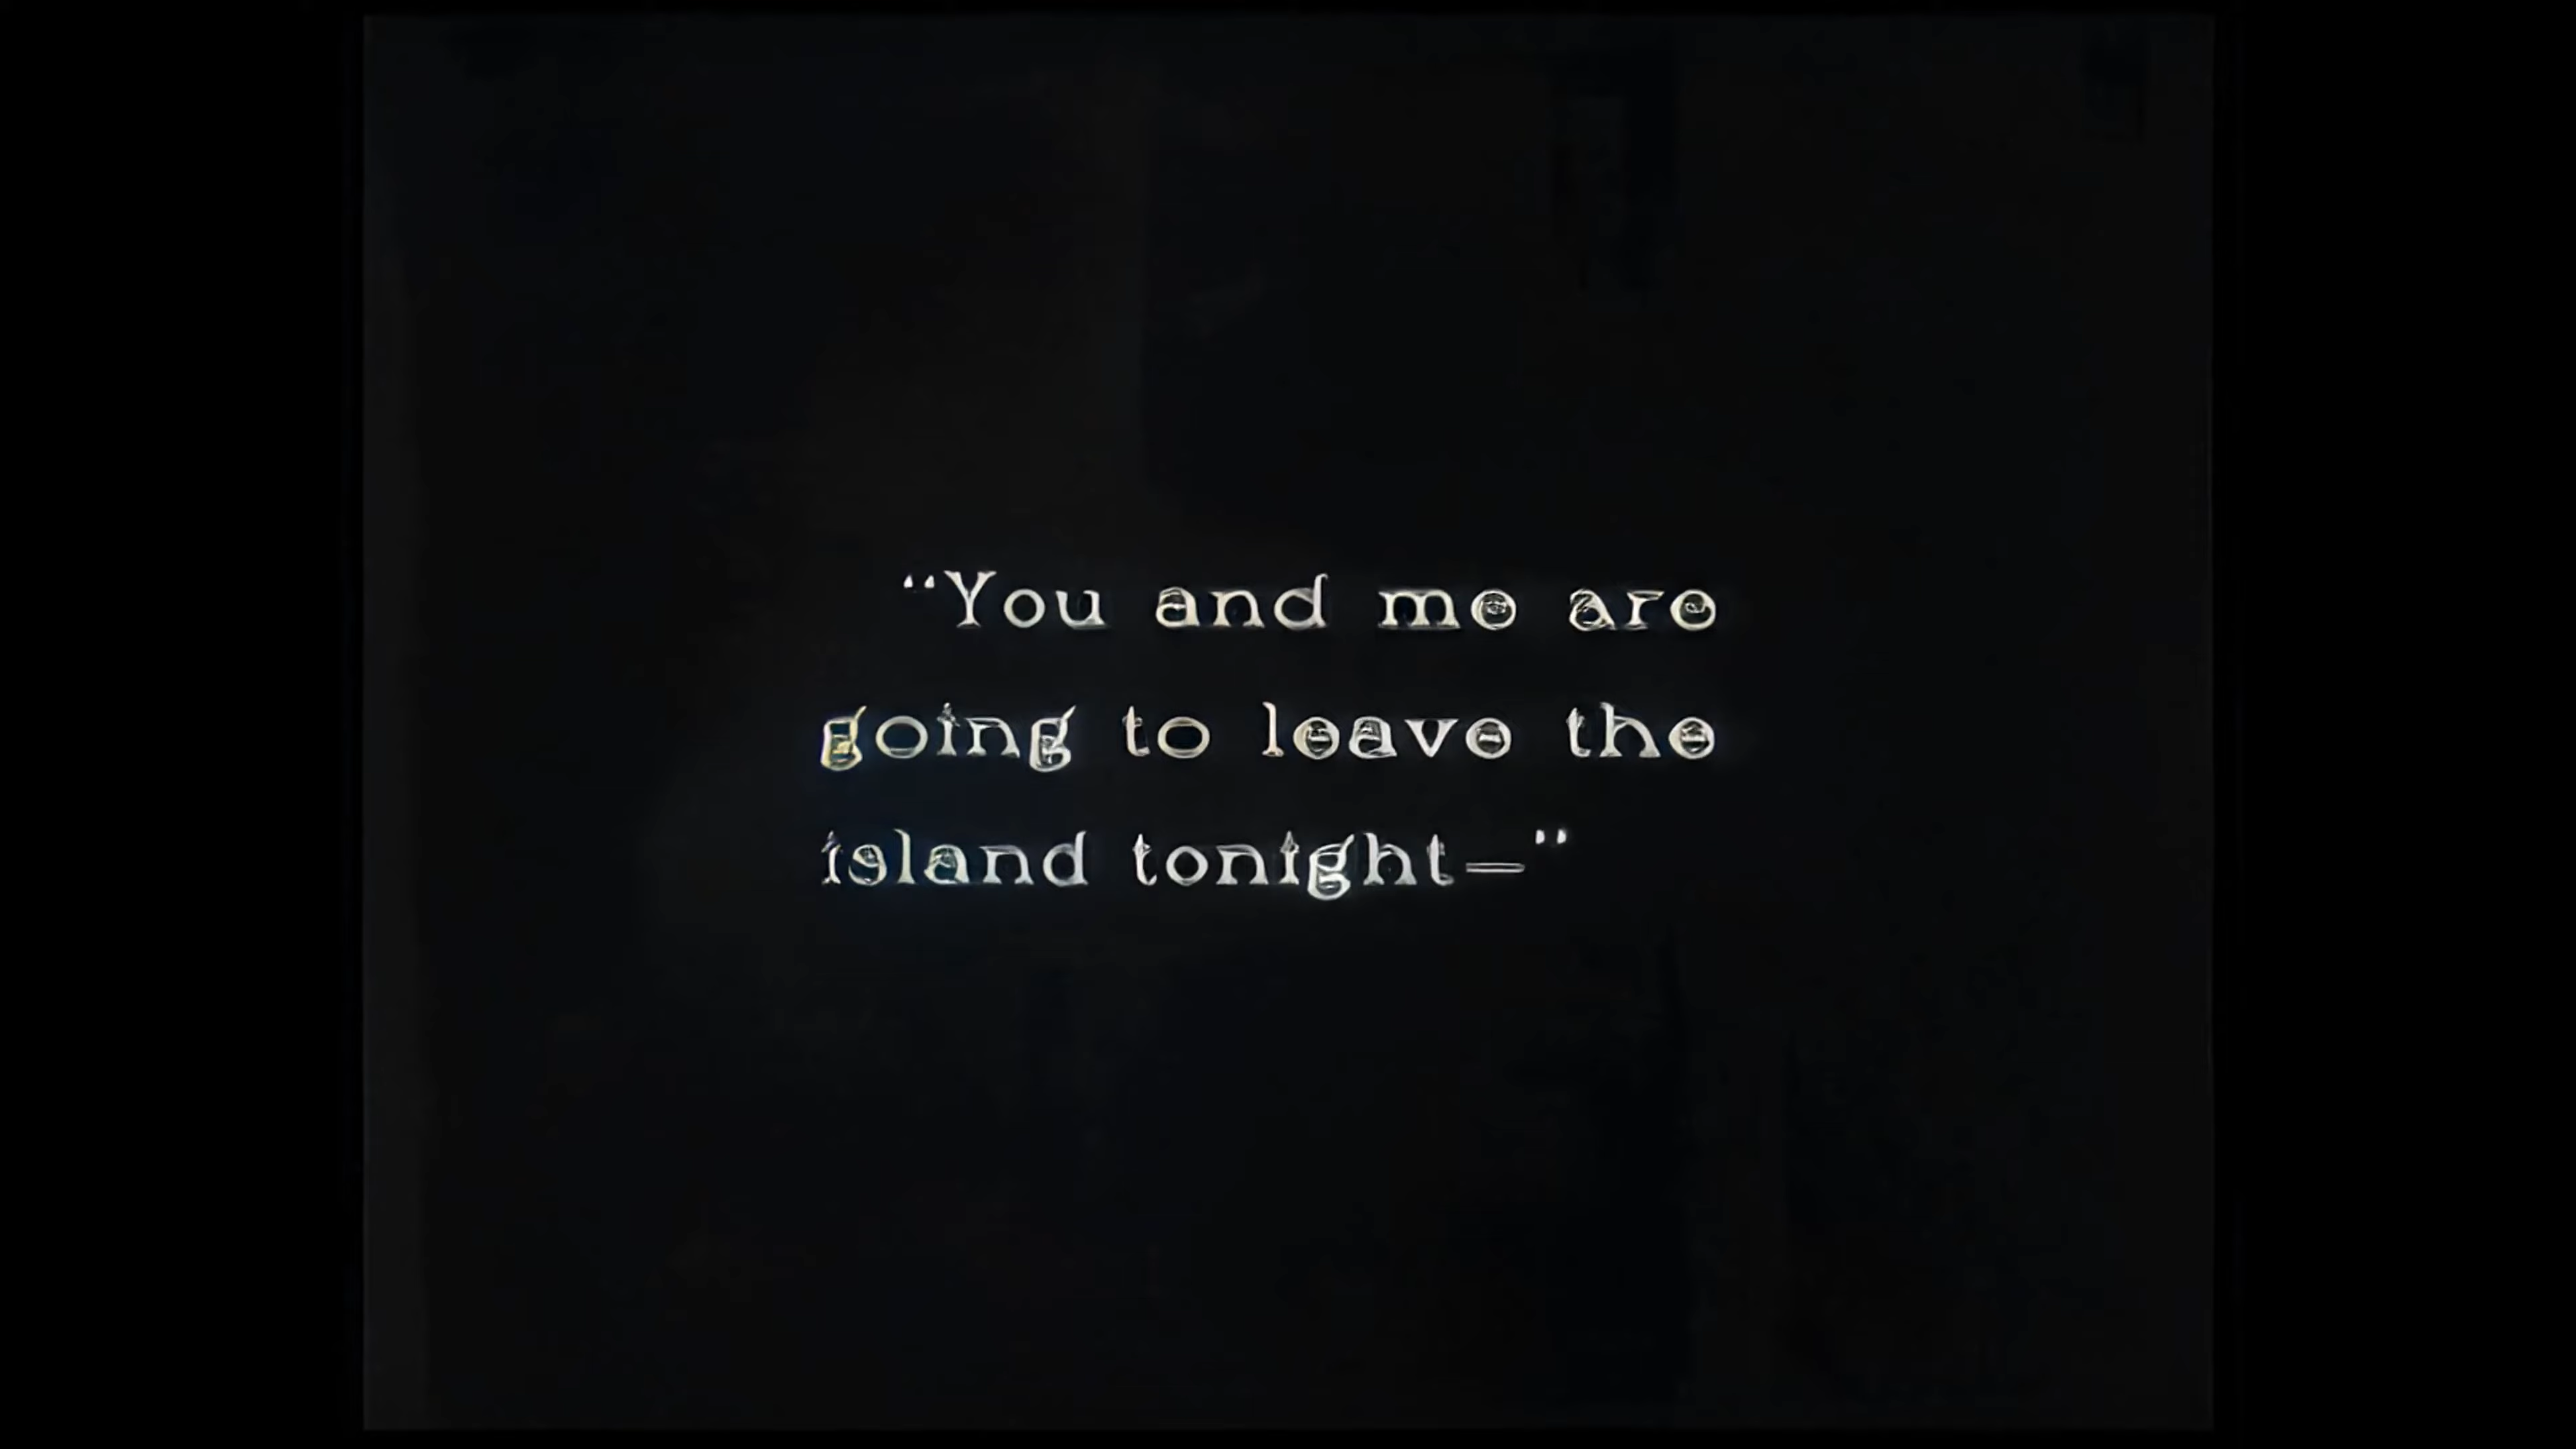 “You and me are
going to leave the
island tonight—”